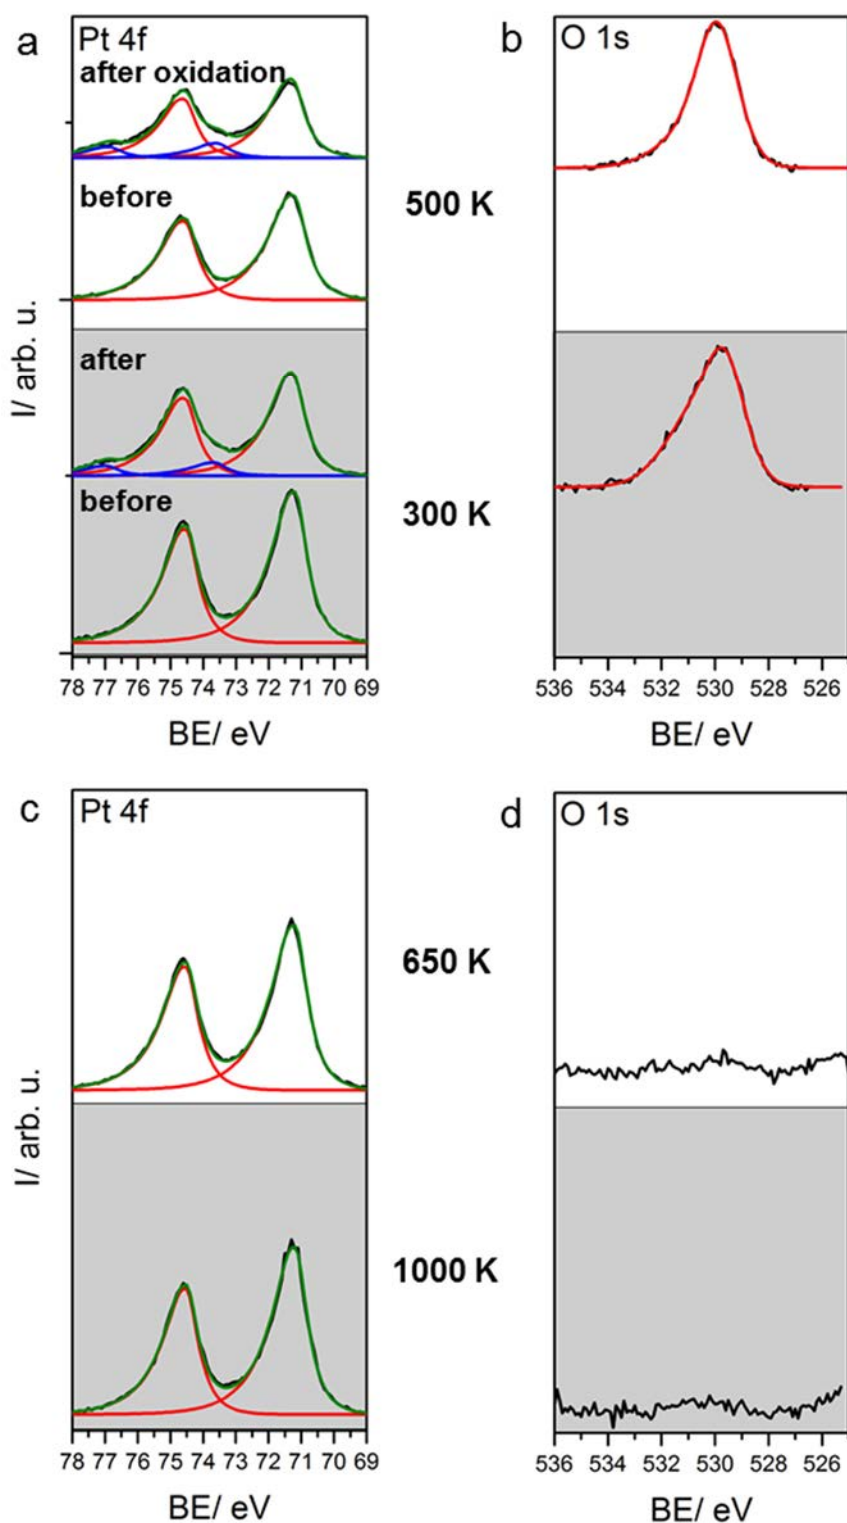 a
Pt 4f
after oxidation
before
after
before
I/ arb. u.
78 77 76 75 74 73 72 71 70 69
BE/ eV
500 K
300 K
b
O 1s
536 534 532 530 528 526
BE/ eV
c
Pt 4f
I/ arb. u.
78 77 76 75 74 73 72 71 70 69
BE/ eV
650 K
1000 K
d
O 1s
536 534 532 530 528 526
BE/ eV